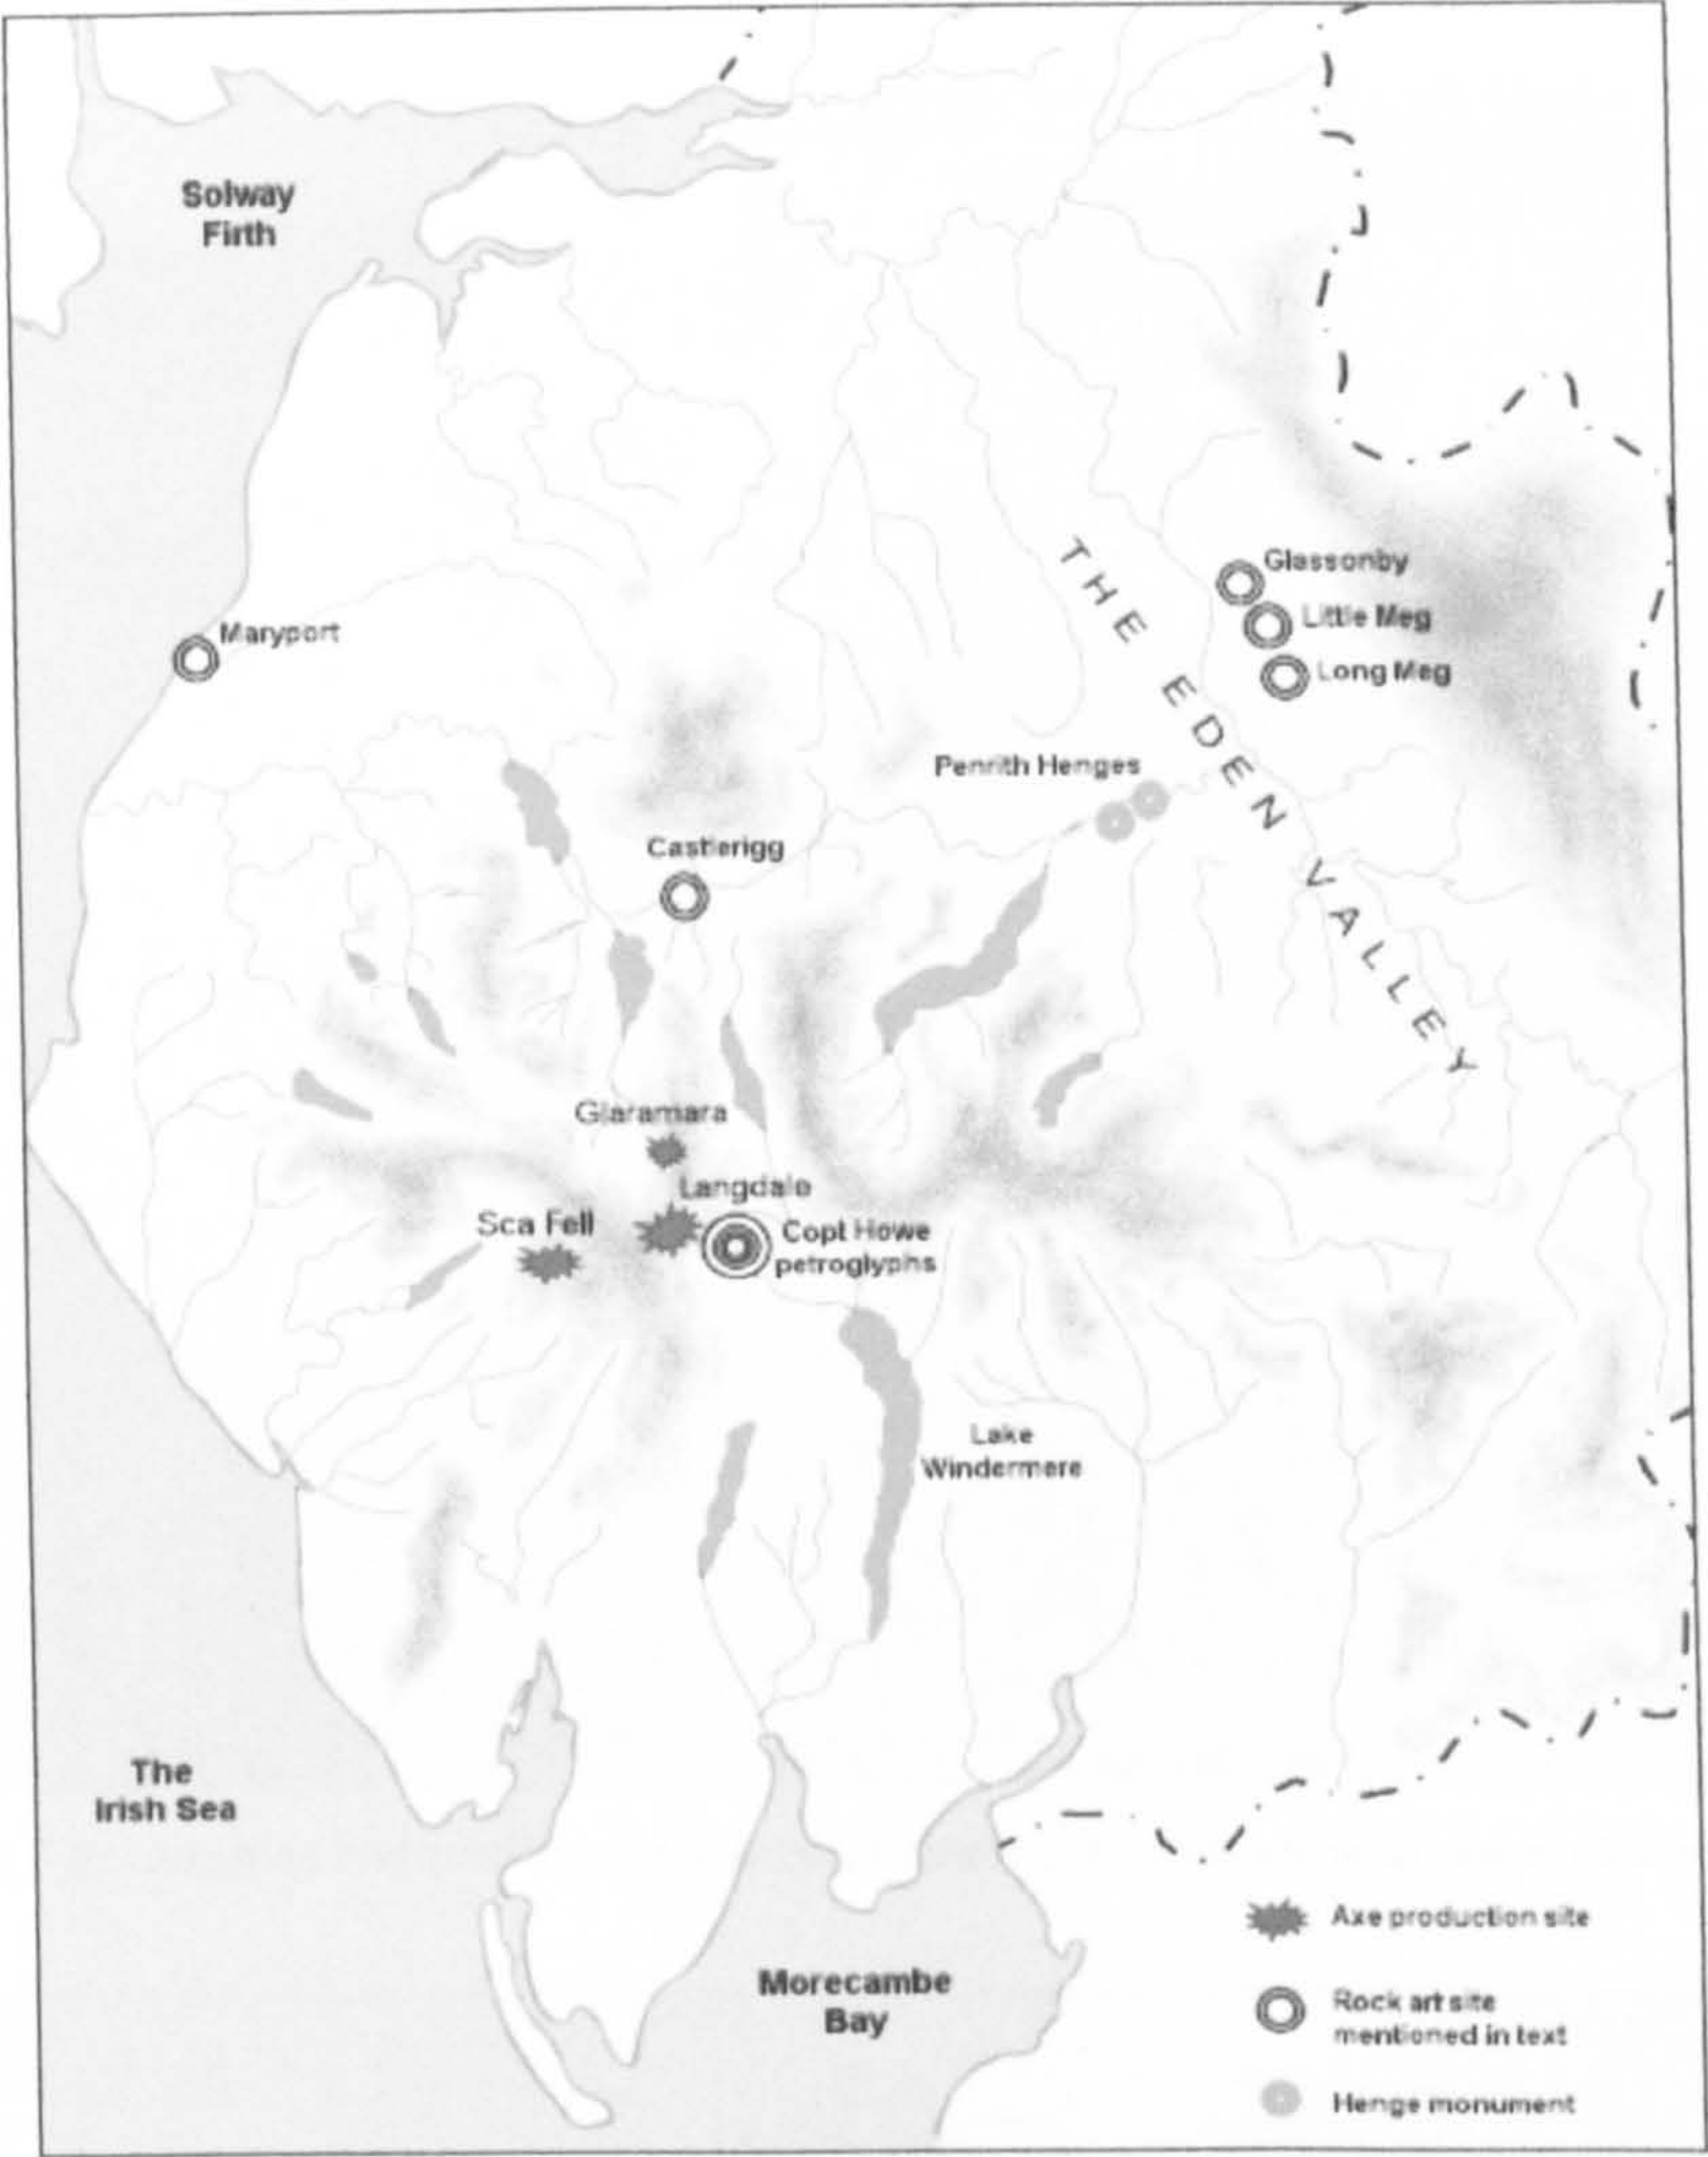 Solway
Firth
Glassonby
Little Meg
Long Meg
Maryport
THE EDEN VALLEY
Penrith Henges
Castlerigg
Glaramara
Langdale
Sca Fell
Copt Howe
petroglyphs
Lake
Windermere
The
Irish Sea
Morecambe
Bay
Axe production site
Rock art site
mentioned in text
Henge monument